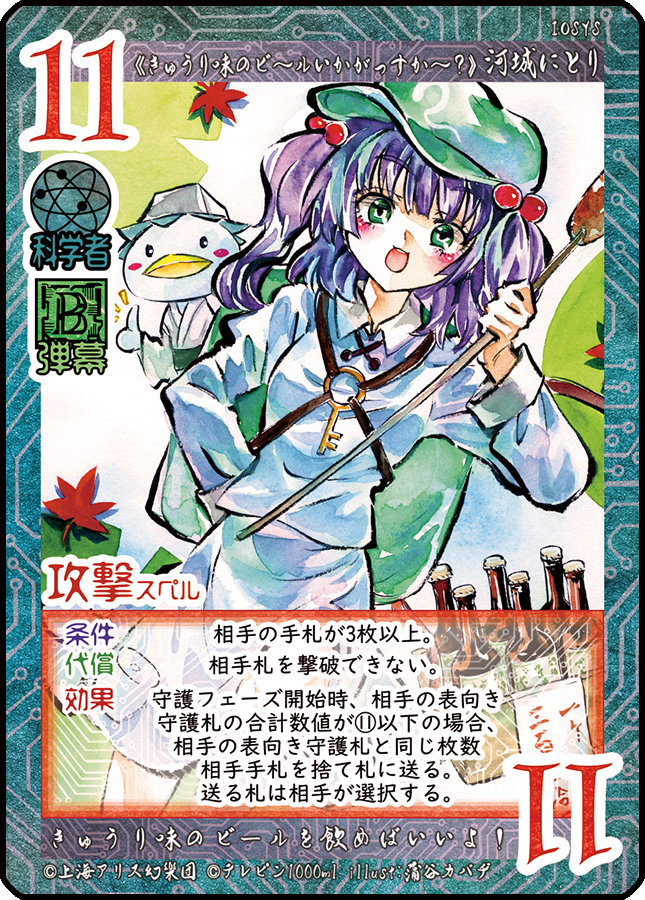 IOSYS
11
《きゅうり味のビ～ルいかがっすか～?》河城にとり
科学者
B
弾幕
攻撃スペル
条件 相手の手札が3枚以上。
代償 相手札を撃破できない。
効果 守護フェーズ開始時、相手の表向き
守護札の合計数値が⑪以下の場合、
相手の表向き守護札と同じ枚数
相手手札を捨て札に送る。
送る札は相手が選択する。
11
きゅうり味のビールを飲めばいいよ!
©上海アリス幻樂団 ©テレピン1000ml illust:蒲谷カバヂ